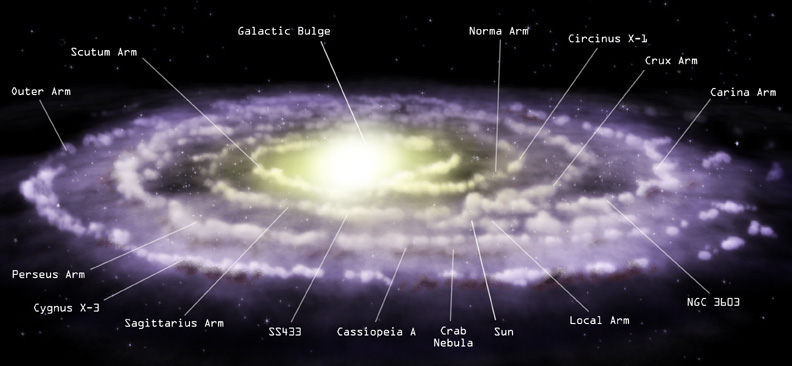 Galactic Bulge
Norma Arm
Circinus X-1
Scutum Arm
Crux Arm
Outer Arm
Carina Arm
Perseus Arm
Cygnus X-3
NGC 3603
Sagittarius Arm
SS433
Cassiopeia A
Crab
Nebula
Sun
Local Arm